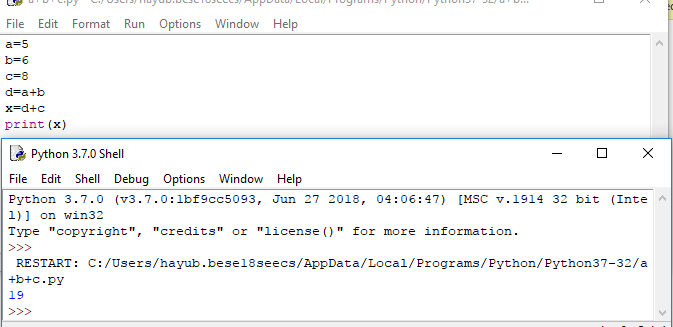 a+b+c.py - C:/Users/hayub.bese18seecs/AppData/Local/Programs/Python/Python37-32/a+b...
File Edit Format Run Options Window Help
a=5
b=6
c=8
d=a+b
x=d+c
print(x)
Python 3.7.0 Shell
File Edit Shell Debug Options Window Help
Python 3.7.0 (v3.7.0:1bf9cc5093, Jun 27 2018, 04:06:47) [MSC v.1914 32 bit (Inte
l)] on win32
Type "copyright", "credits" or "license()" for more information.
>>>
RESTART: C:/Users/hayub.bese18seecs/AppData/Local/Programs/Python/Python37-32/a
+b+c.py
19
>>>